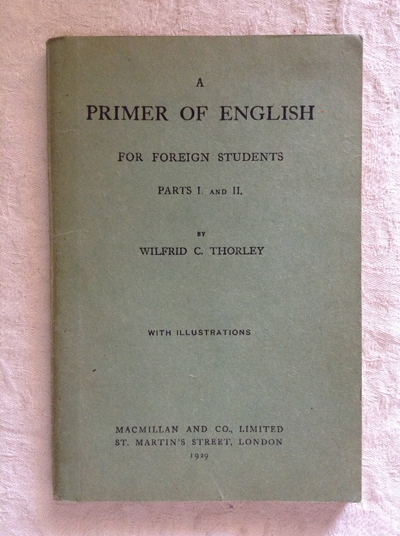 A
PRIMER OF ENGLISH
FOR FOREIGN STUDENTS
PARTS I. AND II.
BY
WILFRID C. THORLEY
WITH ILLUSTRATIONS
MACMILLAN AND CO., LIMITED
ST. MARTIN'S STREET, LONDON
1929